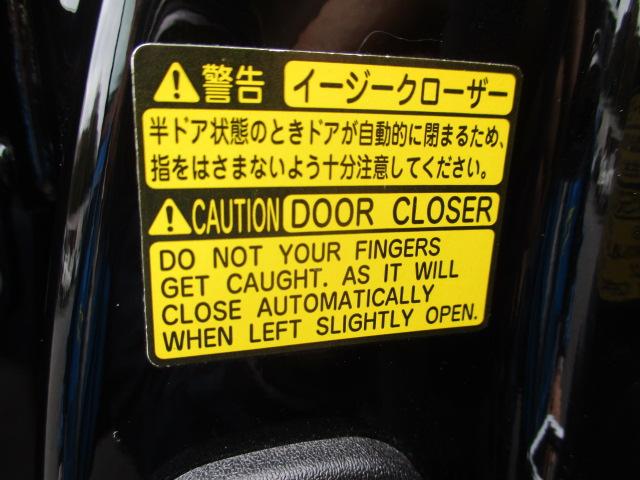 警告 イージークローザー
半ドア状態のときドアが自動的に閉まるため、
指をはさまないよう十分注意してください。
CAUTION DOOR CLOSER
DO NOT YOUR FINGERS
GET CAUGHT. AS IT WILL
CLOSE AUTOMATICALLY
WHEN LEFT SLIGHTLY OPEN.